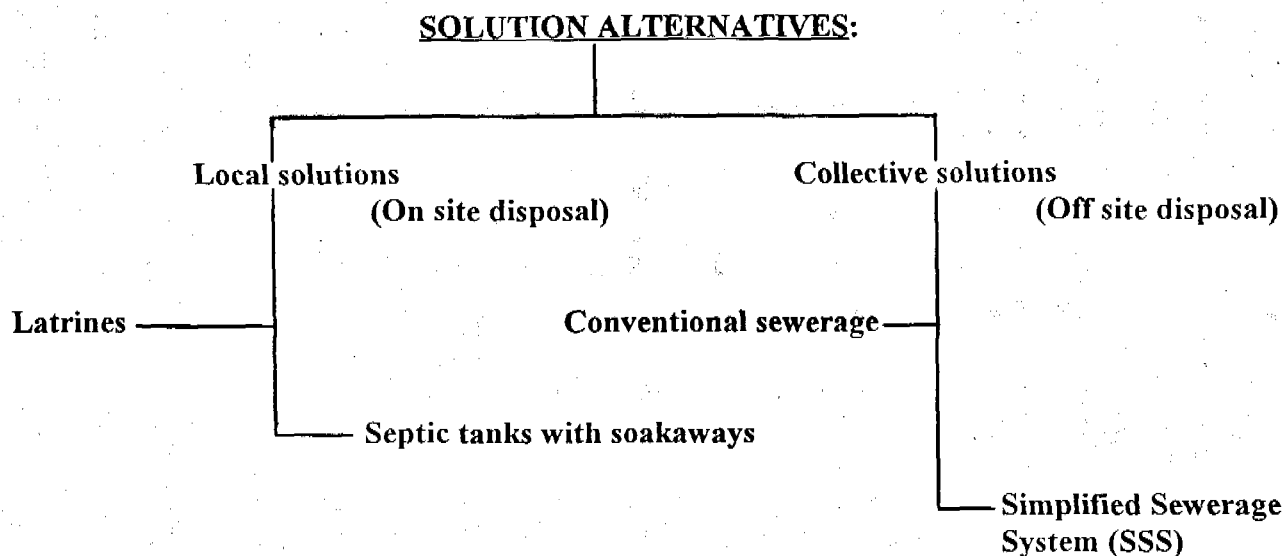 SOLUTION ALTERNATIVES:
Local solutions
(On site disposal)
Collective solutions
(Off site disposal)
Latrines
Conventional sewerage
Septic tanks with soakaways
Simplified Sewerage
System (SSS)